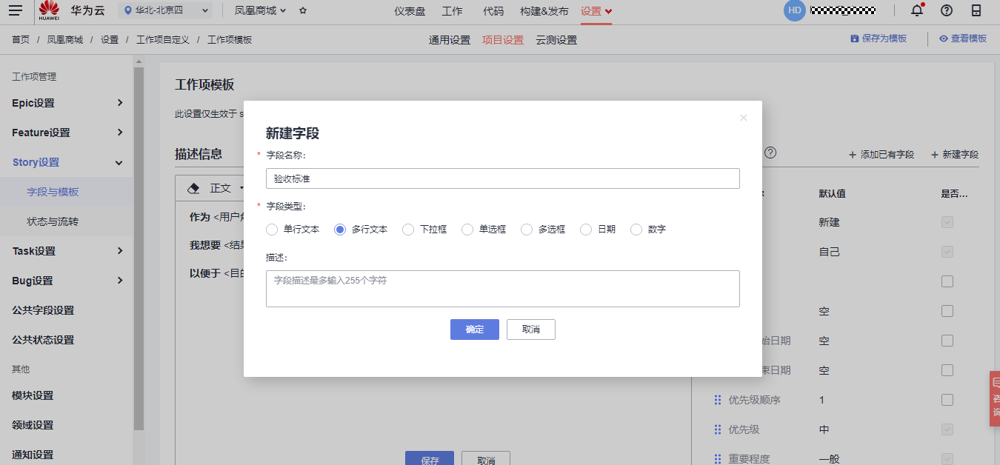 HUAWEI 华为云 华北-北京四 凤凰商城 仪表盘 工作 代码 构建&发布 设置 HD
首页 / 凤凰商城 / 设置 / 工作项自定义 / 工作项模板 通用设置 项目设置 云测设置 保存为模板 查看模板
工作项管理
Epic设置
Feature设置
Story设置
字段与模板
状态与流转
Task设置
Bug设置
公共字段设置
公共状态设置
其他
模块设置
领域设置
通知设置
工作项模板
此设置仅生效于 s
描述信息
+ 添加已有字段 + 新建字段
正文
作为 <用户角
我想要 <结果
以便于 <目的
新建字段
* 字段名称:
验收标准
* 字段类型:
单行文本 多行文本 下拉框 单选框 多选框 日期 数字
描述:
字段描述最多输入255个字符
确定 取消
默认值 是否...
新建
自己
空
始日期 空
束日期 空
优先级顺序 1
优先级 中
重要程度 一般
保存 取消
咨
询